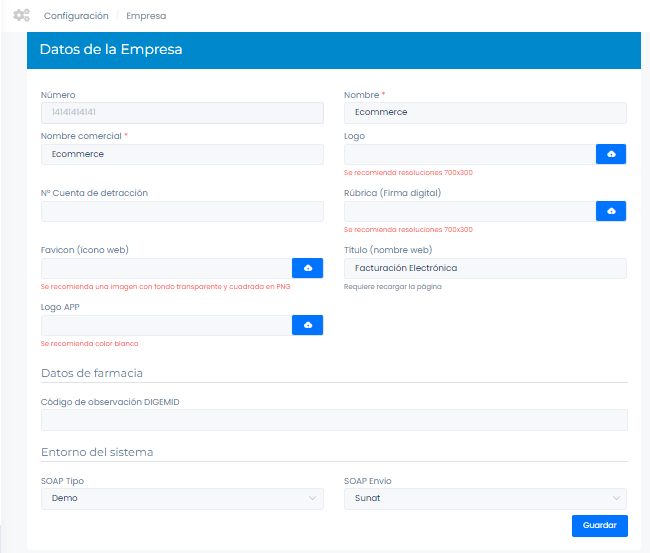 Configuración / Empresa
Datos de la Empresa
Número
14141414141
Nombre *
Ecommerce
Nombre comercial *
Ecommerce
Logo
Se recomienda resoluciones 700x300
N° Cuenta de detracción
Rúbrica (Firma digital)
Se recomienda resoluciones 700x300
Favicon (Icono web)
Se recomienda una imagen con fondo transparente y cuadrada en PNG
Título (nombre web)
Facturación Electrónica
Requiere recargar la página
Logo APP
Se recomienda color blanco
Datos de farmacia
Código de observación DIGEMID
Entorno del sistema
SOAP Tipo
Demo
SOAP Envio
Sunat
Guardar